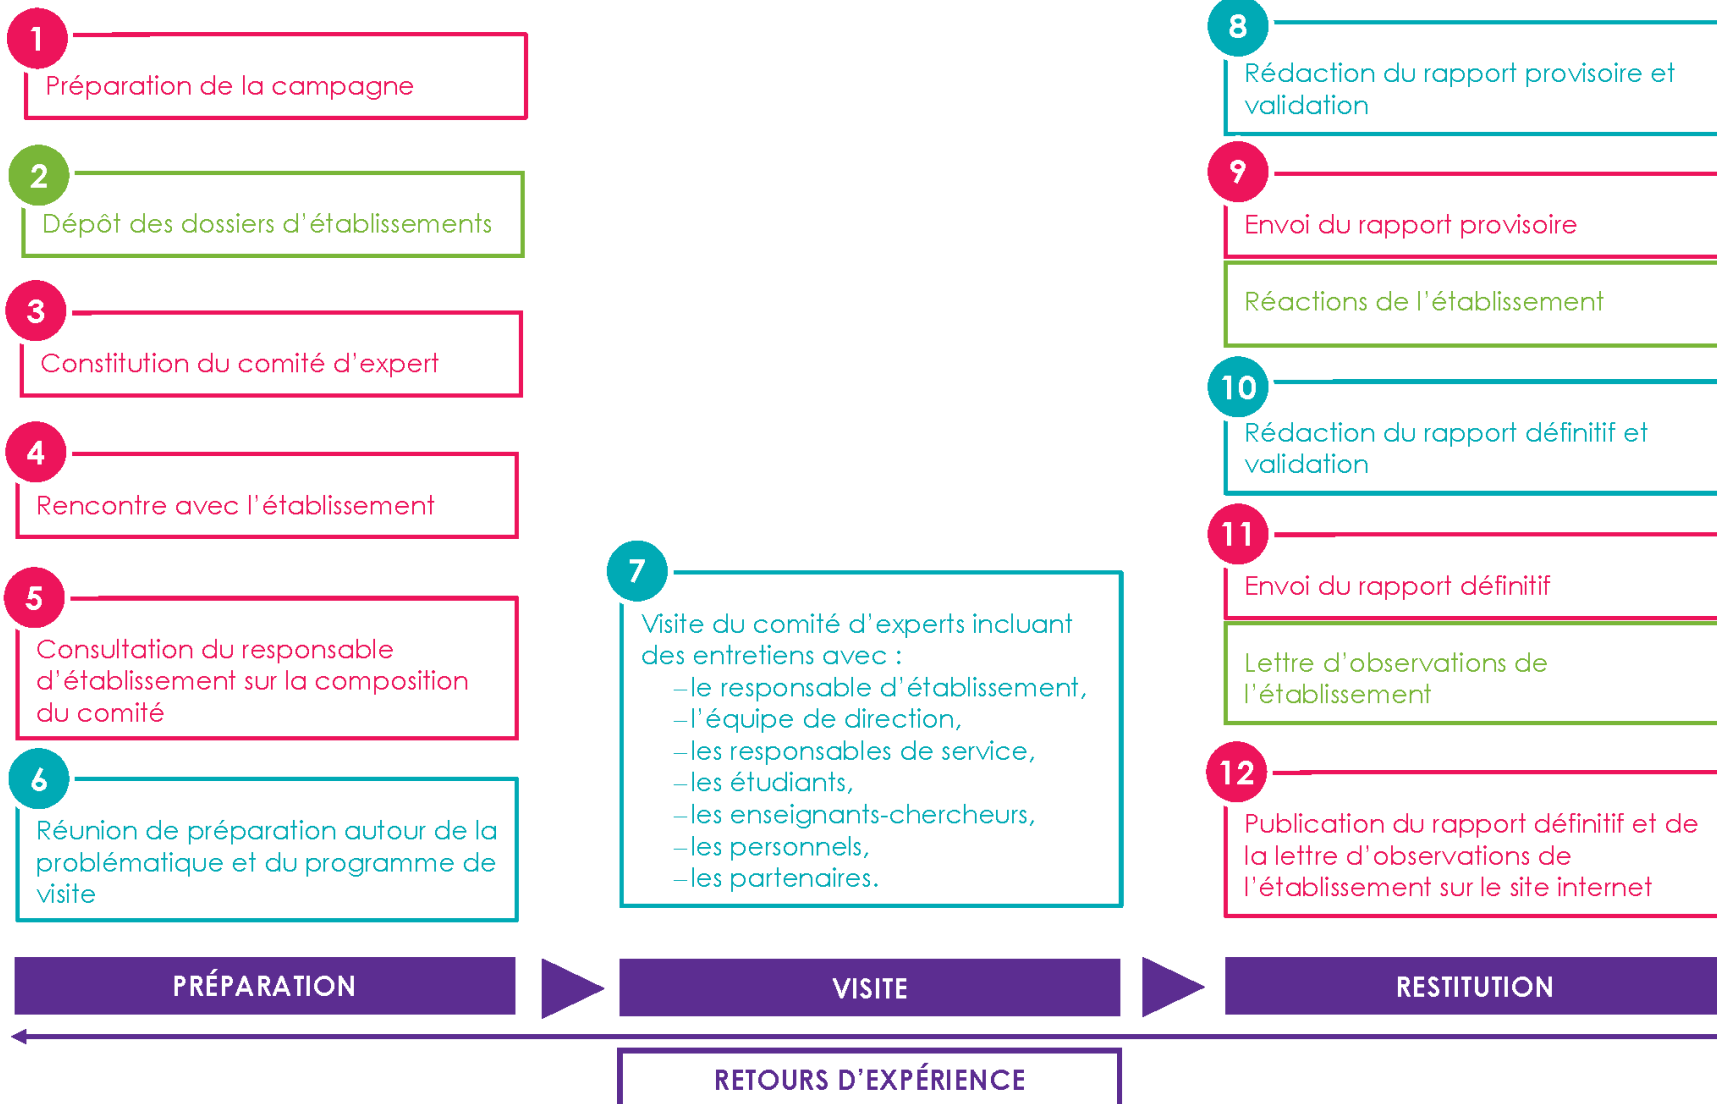 1
Préparation de la campagne
2
Dépôt des dossiers d'établissements
3
Constitution du comité d'expert
4
Rencontre avec l'établissement
5
Consultation du responsable
d'établissement sur la composition
du comité
6
Réunion de préparation autour de la
problématique et du programme de
visite
PRÉPARATION
7
Visite du comité d'experts incluant
des entretiens avec :
–le responsable d'établissement,
–l'équipe de direction,
–les responsables de service,
–les étudiants,
–les enseignants-chercheurs,
–les personnels,
–les partenaires.
VISITE
8
Rédaction du rapport provisoire et
validation
9
Envoi du rapport provisoire
Réactions de l'établissement
10
Rédaction du rapport définitif et
validation
11
Envoi du rapport définitif
Lettre d'observations de
l'établissement
12
Publication du rapport définitif et de
la lettre d'observations de
l'établissement sur le site internet
RESTITUTION
RETOURS D'EXPÉRIENCE